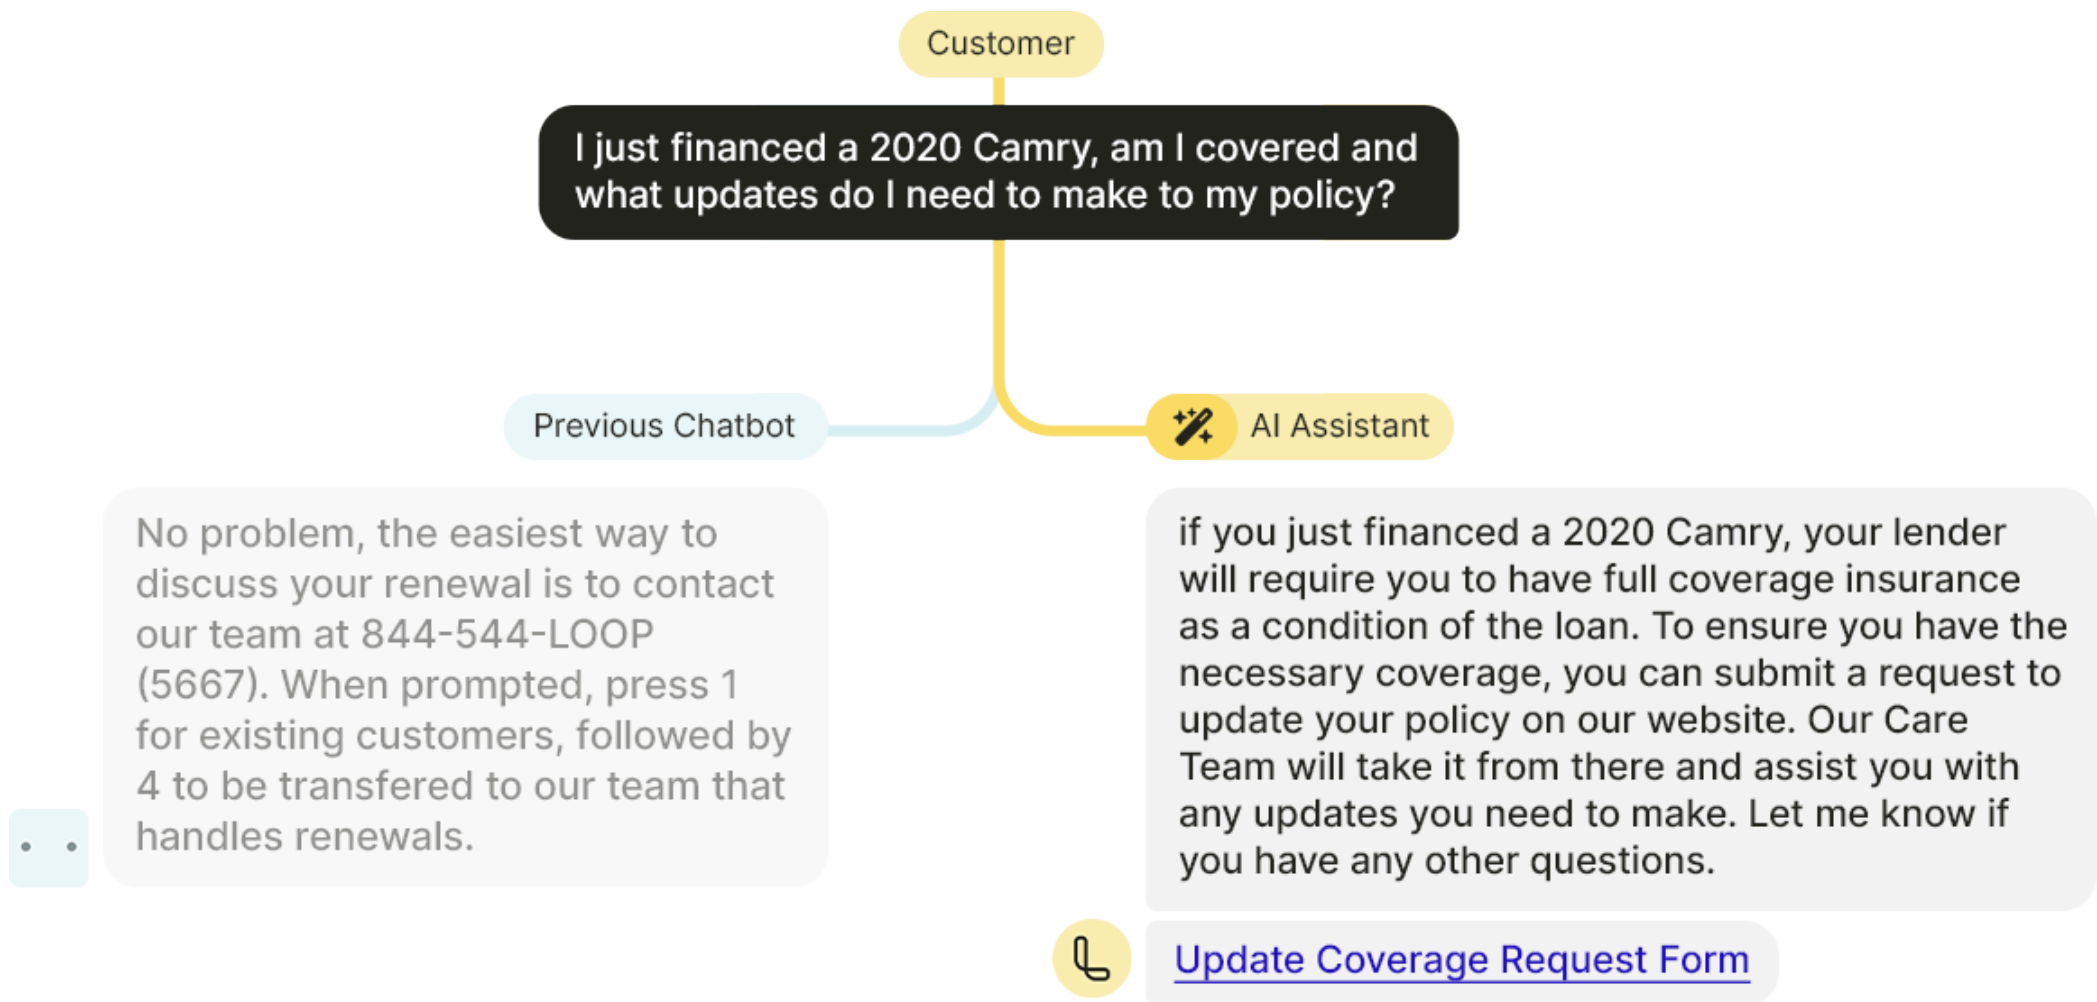 Customer
I just financed a 2020 Camry, am I covered and
what updates do I need to make to my policy?
Previous Chatbot
No problem, the easiest way to
discuss your renewal is to contact
our team at 844-544-LOOP
(5667). When prompted, press 1
for existing customers, followed by
4 to be transfered to our team that
handles renewals.
AI Assistant
if you just financed a 2020 Camry, your lender
will require you to have full coverage insurance
as a condition of the loan. To ensure you have the
necessary coverage, you can submit a request to
update your policy on our website. Our Care
Team will take it from there and assist you with
any updates you need to make. Let me know if
you have any other questions.
Update Coverage Request Form